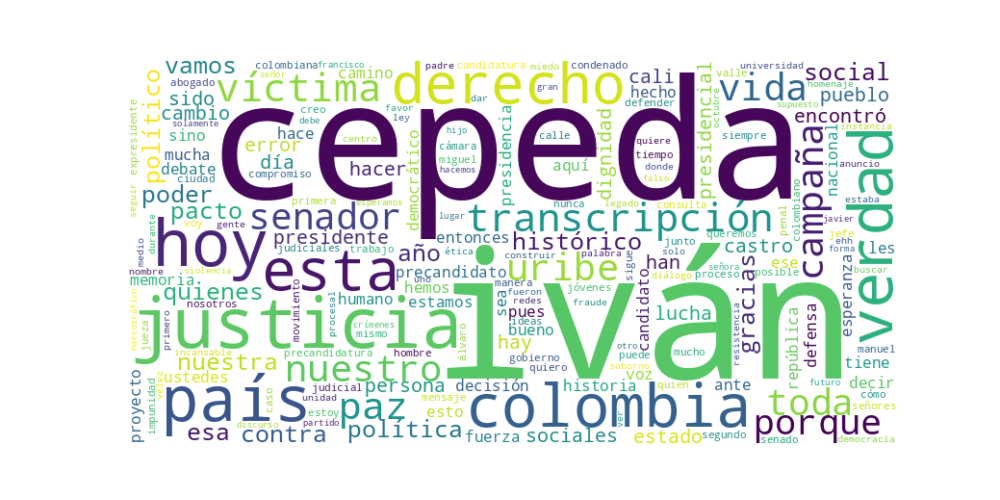 cepeda
iván
colombia
justicia
país
hoy
derecho
verdad
esta
transcripción
víctima
vida
paz
uribe
senador
campaña
nuestro
toda
porque
político
vamos
social
pueblo
encontró
cali
hecho
sido
cambio
sino
mucha
debate
poder
pacto
error
hace
día
hacer
democrático
presidencia
presidencial
dignidad
aquí
nacional
histórico
presidente
año
entonces
precandidato
hemos
estamos
humano
quienes
memoria.
nuestra
ustedes
proyecto
esa
contra
política
persona
esto
decisión
fuerza
sociales
historia
voz
estado
ante
decir
república
tiene
defensa
esperanza
les
ese
castro
gracias
candidato
han
lucha
hay
bueno
pues
sea
colombiana
francisco
señor
abogado
camino
creo
debe
solamente
compromiso
ciudad
expresidente
seguir
padre
candidatura
miedo
condenado
favor
ley
dar
gran
defender
centro
hijo
cámara
miguel
hacemos
calle
quiere
tiempo
donde
falso
siempre
octubre
universidad
valle
homenaje
supuesto
instancia
anuncio
estaba
colombiano
javier
jefe
ehh
forma
buscar
manuel
cómo
señores
futuro
democracia
senado
segundo
ver
quien
mucho
puede
otro
soborno
gobierno
quiero
ideas
redes
fraude
jóvenes
fueron
manera
uno
ética
construir
palabra
lugar
nunca
legado
consulta
queremos
junto
solo
sigue
señora
diálogo
proceso
posible
penal
resistencia
primera
esperamos
voy
gente
judiciales
trabajo
medio
durante
nombre
violencia
nosotros
movimiento
narcotráfico
primero
jueza
procesal
crímenes
mismo
incansable
precandidatura
hombre
álvaro
judicial
unidad
estoy
partido
mensaje
caso
discurso
velez
impunidad